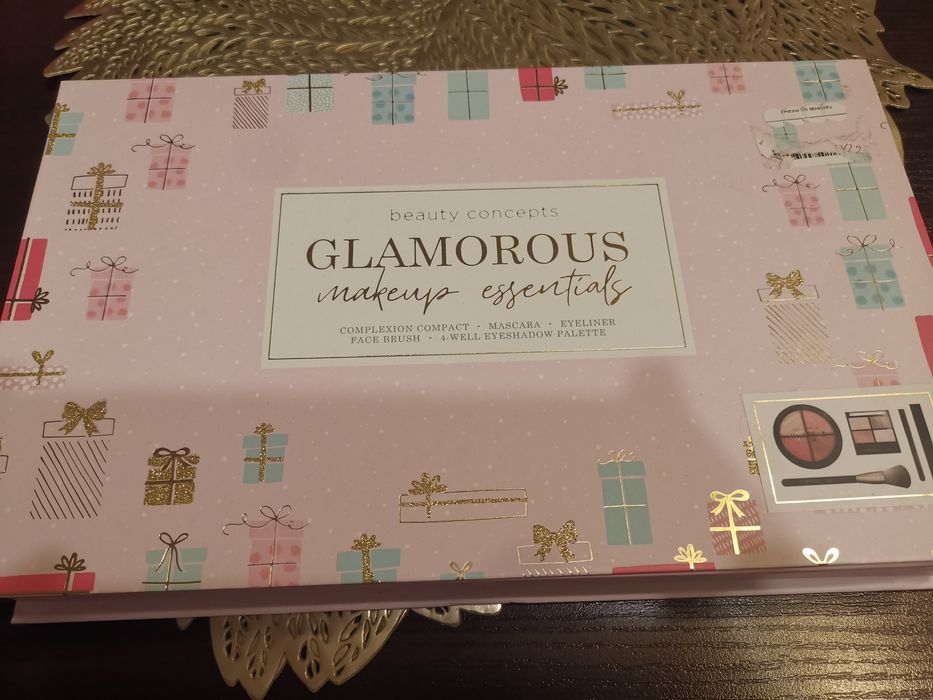 beauty concepts
GLAMOROUS
makeup essentials
COMPLEXION COMPACT · MASCARA · EYELINER
FACE BRUSH · 4-WELL EYESHADOW PALETTE